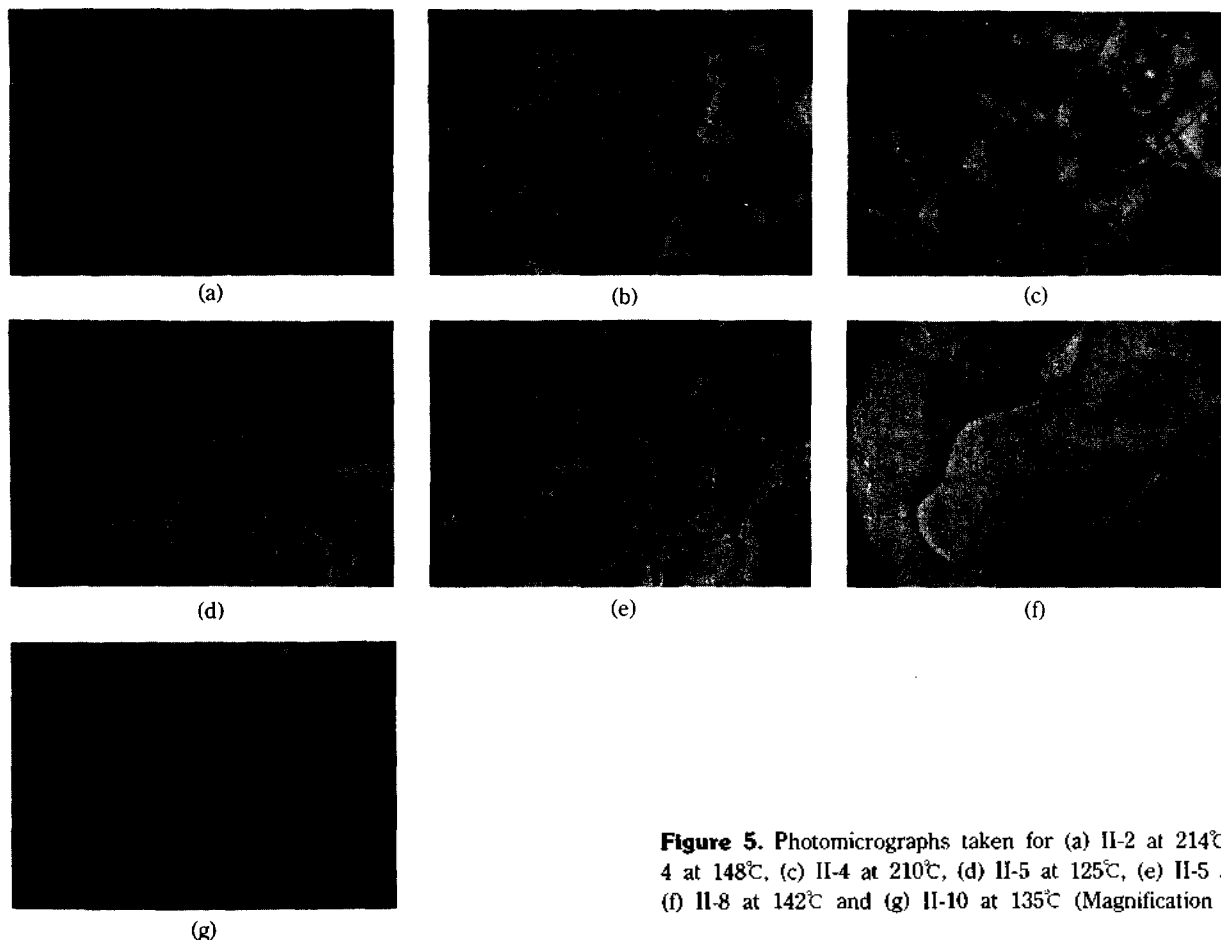 (a)
(b)
(c)
(d)
(e)
(f)
(g)
Figure 5. Photomicrographs taken for (a) II-2 at 214℃
4 at 148℃, (c) II-4 at 210℃, (d) II-5 at 125℃, (e) II-5
(f) II-8 at 142℃ and (g) II-10 at 135℃ (Magnification